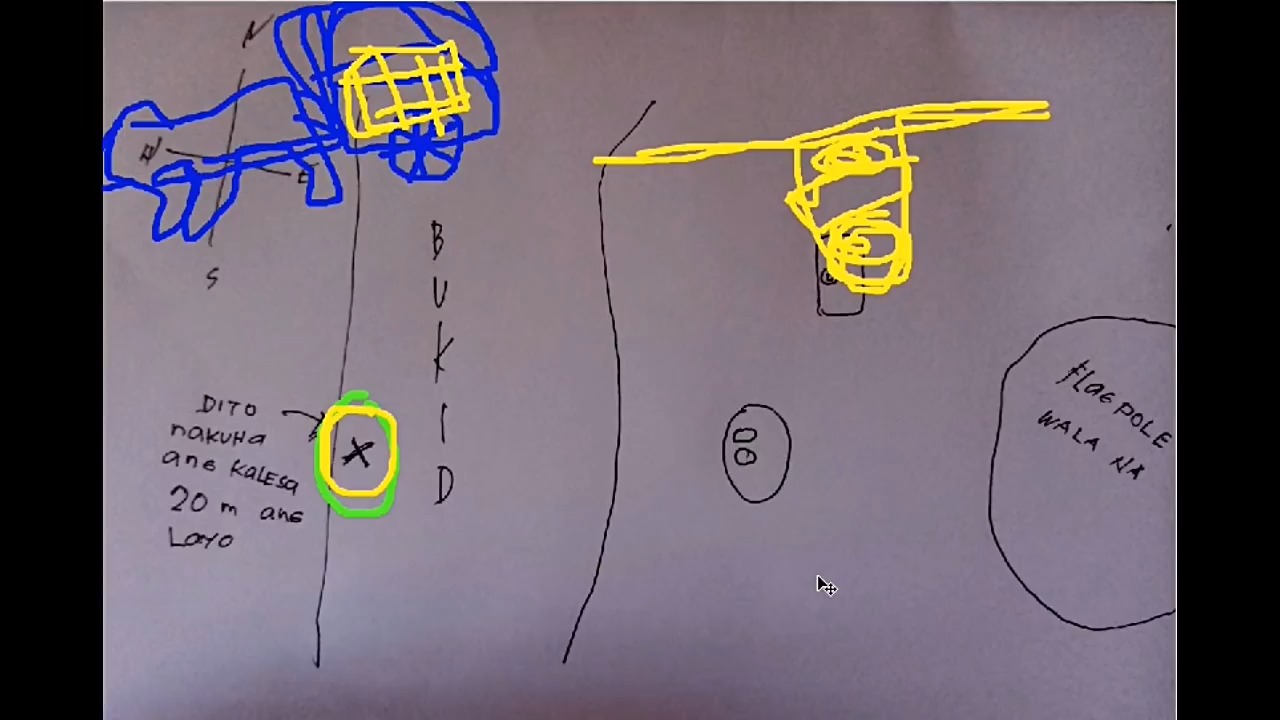 N
W
E
S
B
U
K
I
D
DITO
nakuha
ang KALESA
20 m ang
Layo
flagpole
WALA NA